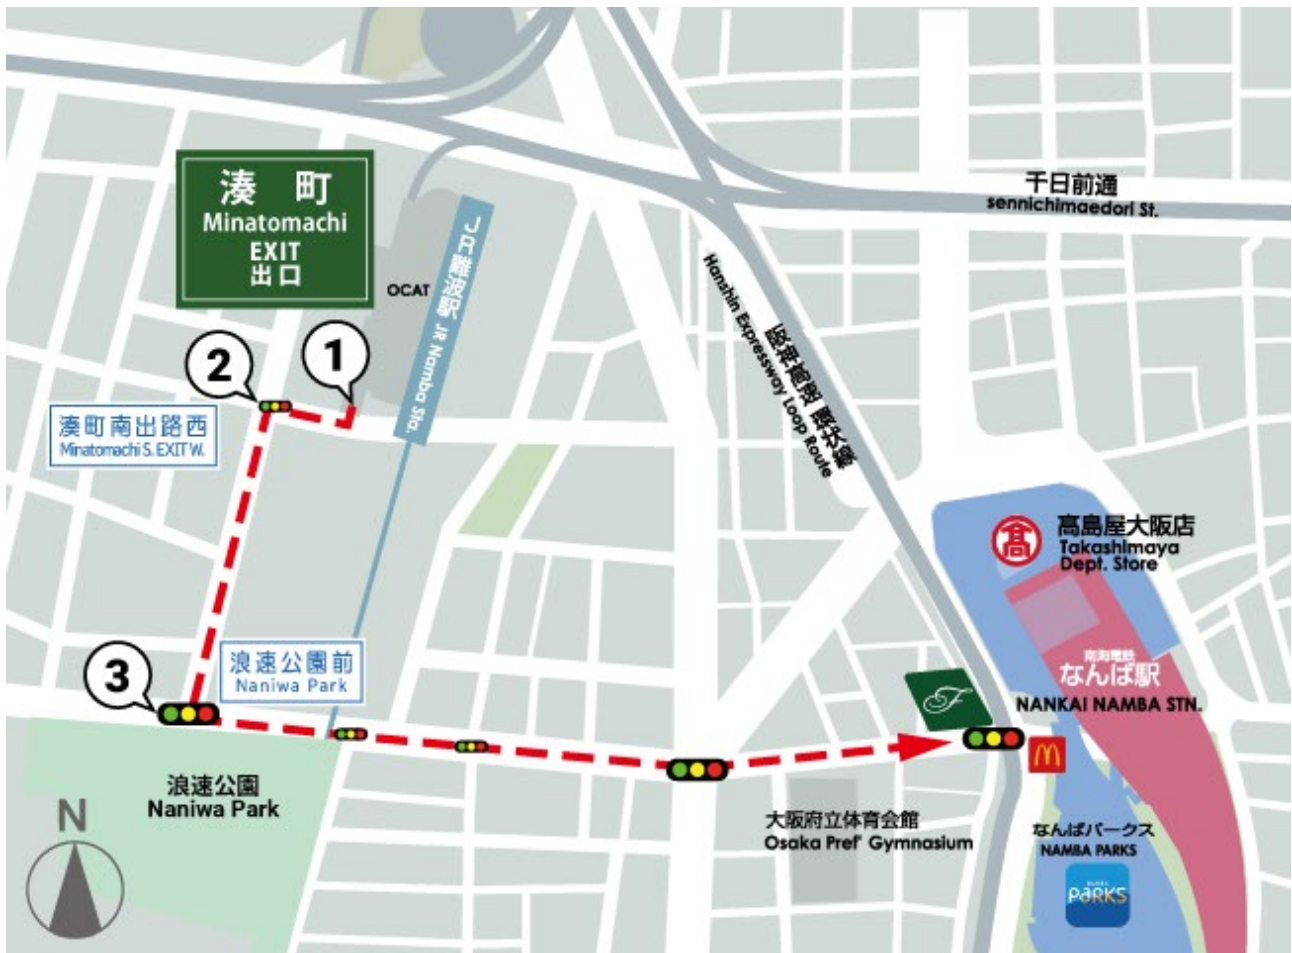 千日前通
sennichimaedori St.
湊 町
Minatomachi
EXIT
出口
OCAT
JR難波駅 JR Namba Sta.
阪神高速 環状線
Hanshin Expressway Loop Route
1
2
湊町南出路西
Minatomachi S. EXIT W.
髙
髙島屋大阪店
Takashimaya
Dept. Store
3
浪速公園前
Naniwa Park
南海電鉄
なんば駅
NANKAI NAMBA STN.
F
浪速公園
Naniwa Park
N
大阪府立体育会館
Osaka Pref' Gymnasium
なんばパークス
NAMBA PARKS
PARKS